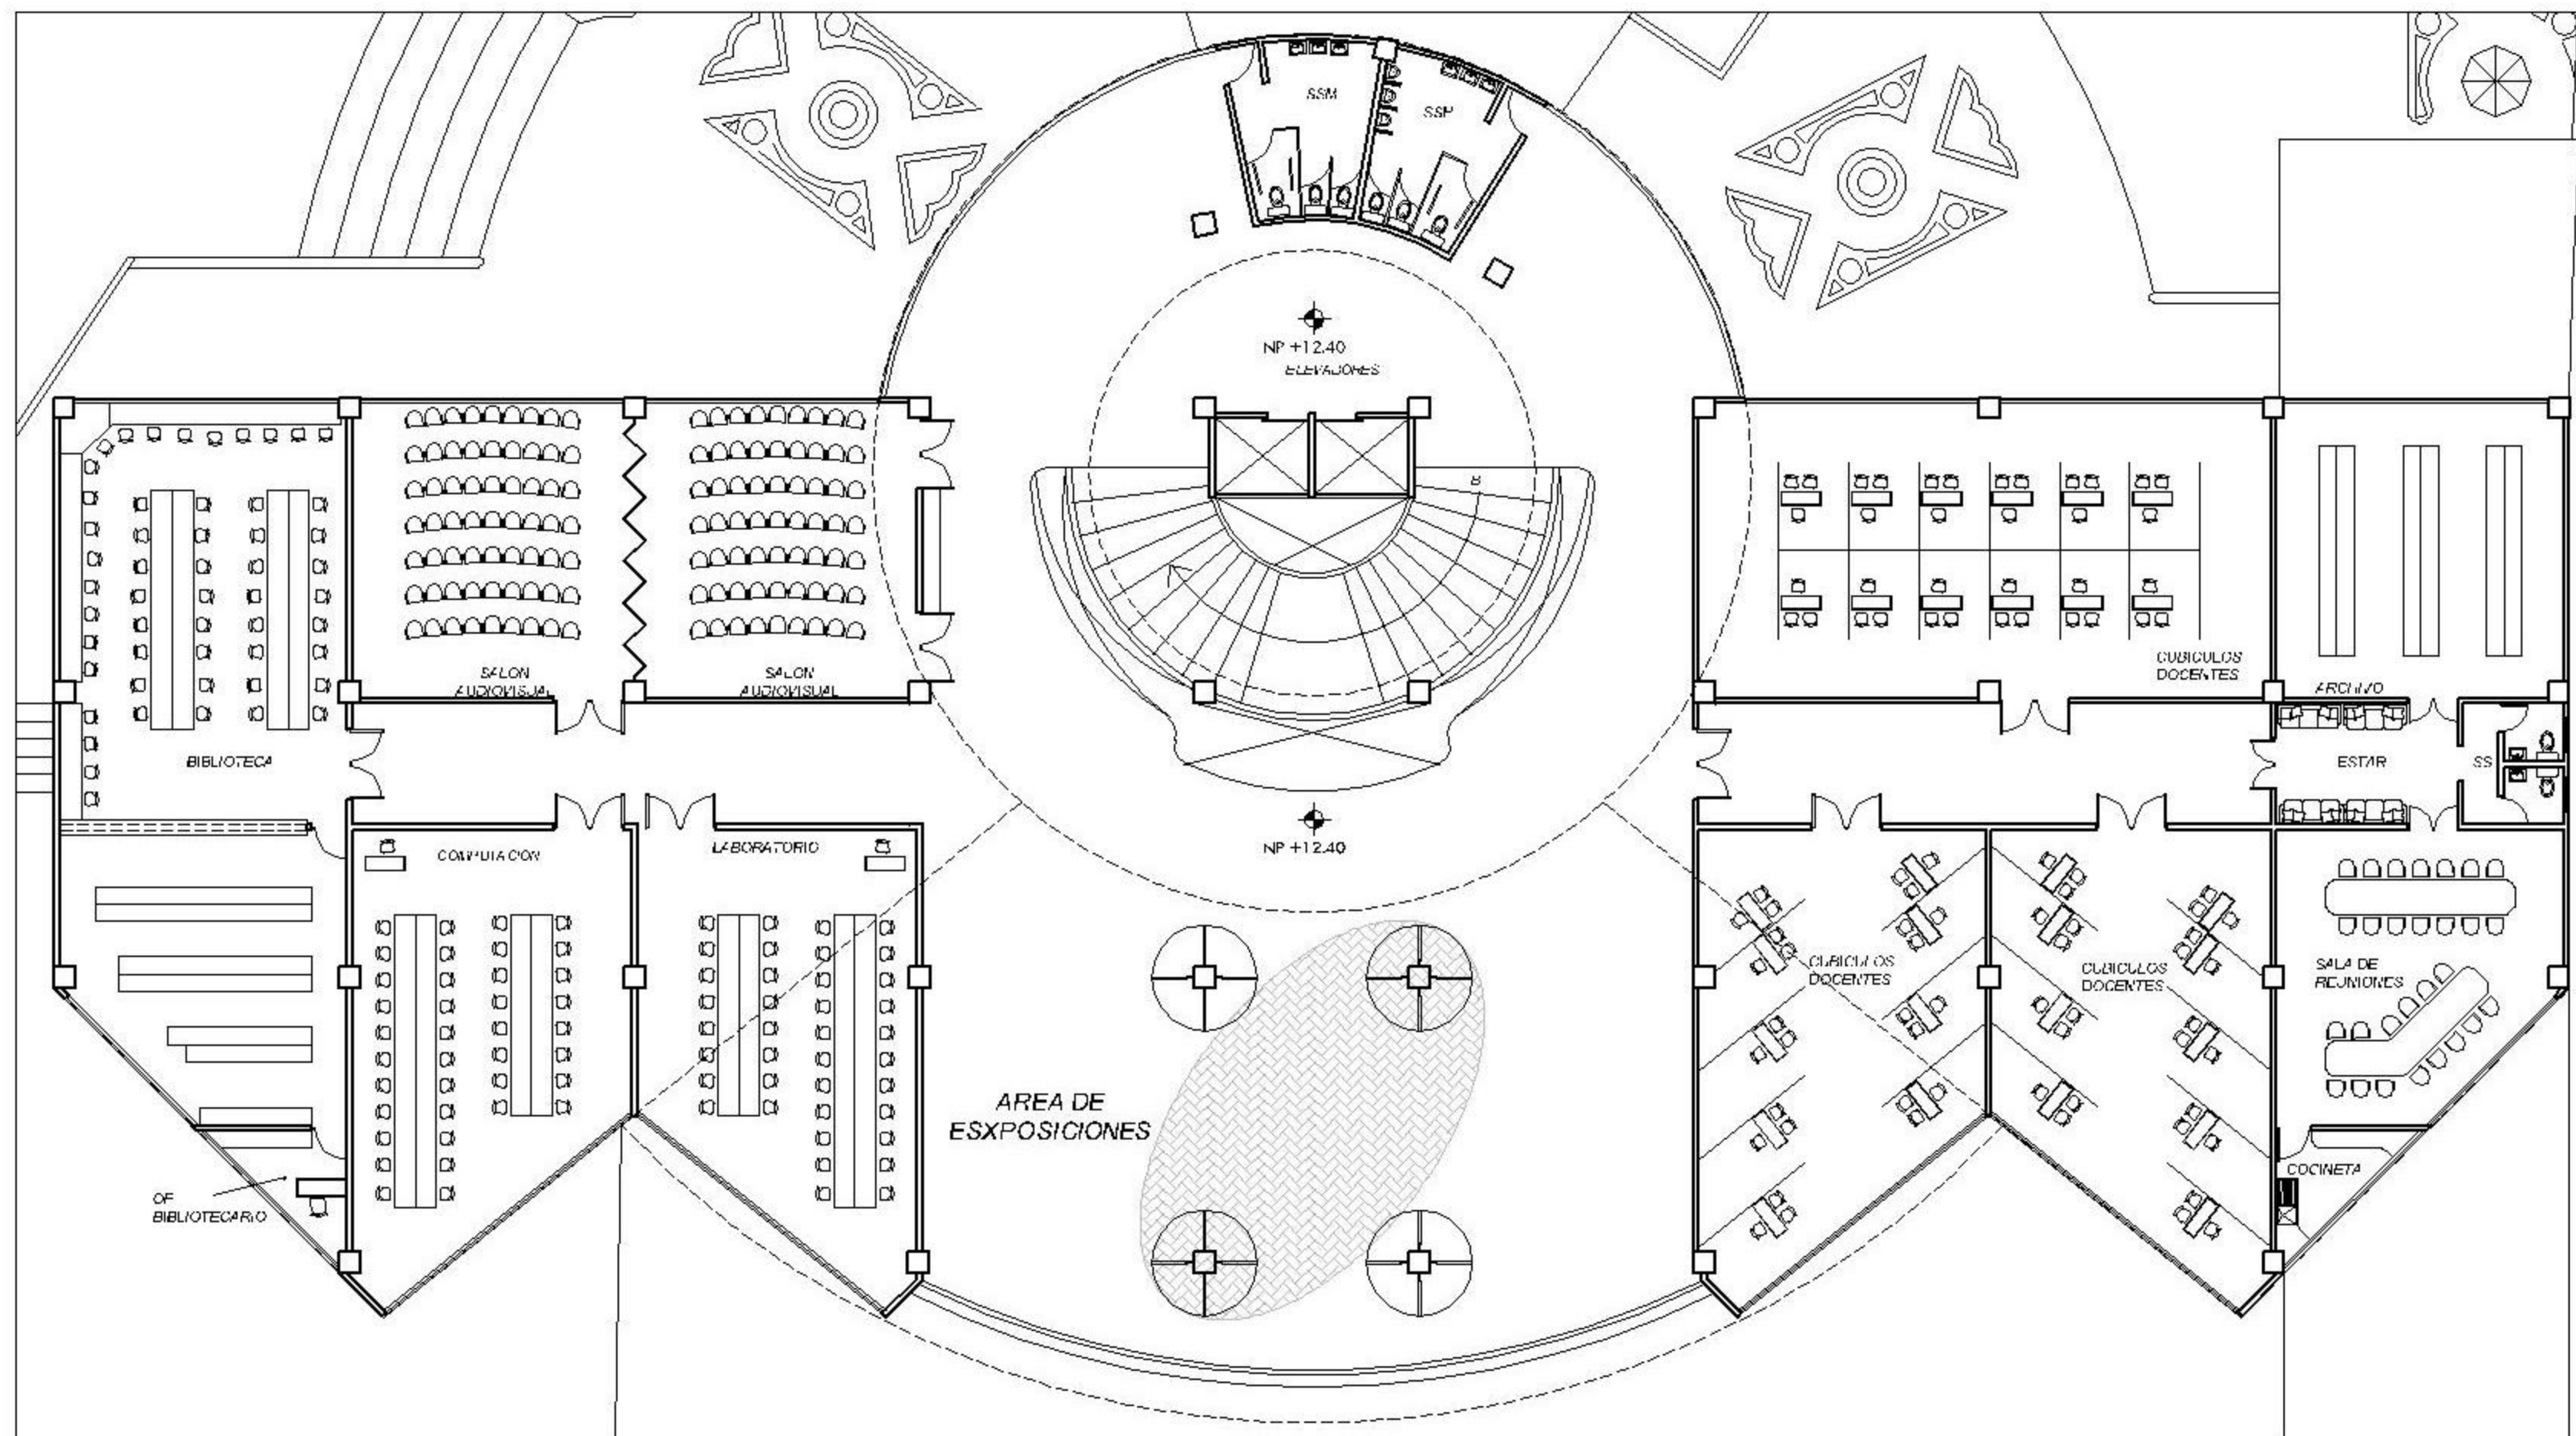 SSM
SSH
NP +12.40
ELEVADORES
B
SALON
AUDIOVISUAL
SALON
AUDIOVISUAL
CUBICULOS
DOCENTES
ARCHIVO
BIBLIOTECA
ESTAR
SS
COMPUTACION
LABORATORIO
NP +12.40
CUBICULOS
DOCENTES
CUBICULOS
DOCENTES
SALA DE
REUNIONES
AREA DE
ESXPOSICIONES
COCINETA
OF
BIBLIOTECARIO